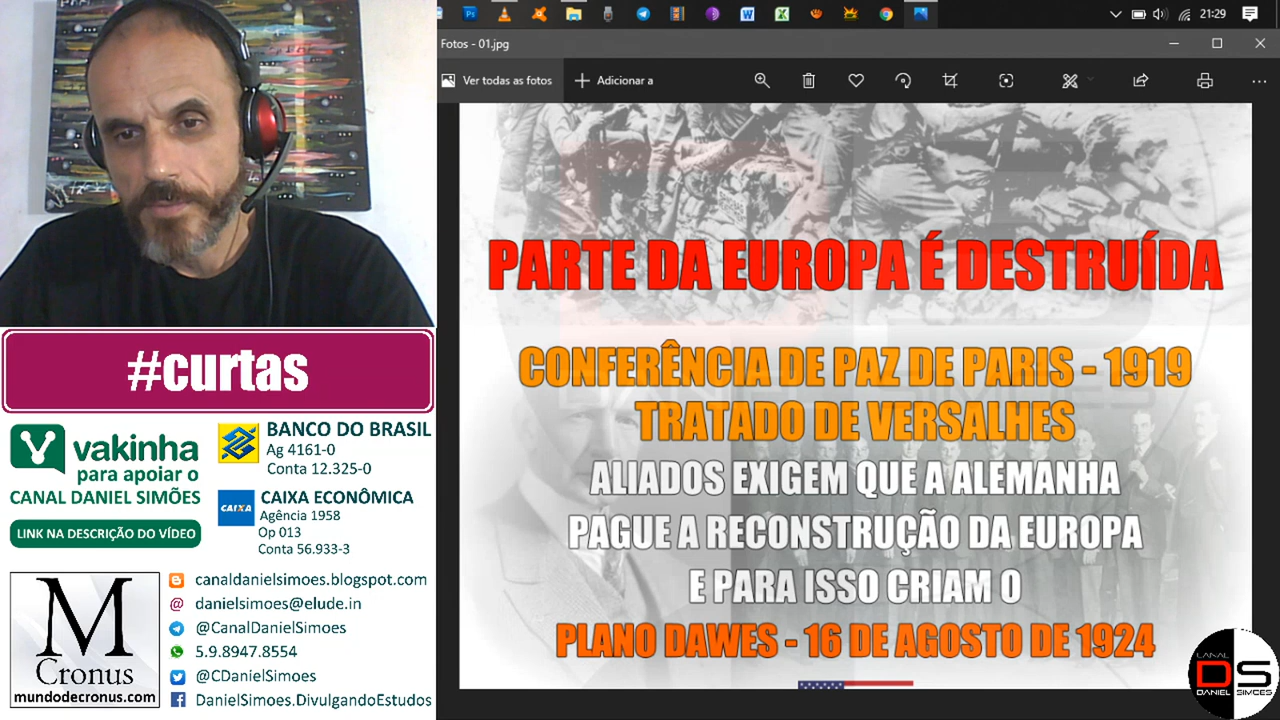 21:29
Fotos - 01.jpg
Ver todas as fotos
Adicionar a
PARTE DA EUROPA É DESTRUÍDA
CONFERÊNCIA DE PAZ DE PARIS - 1919
TRATADO DE VERSALHES
ALIADOS EXIGEM QUE A ALEMANHA
PAGUE A RECONSTRUÇÃO DA EUROPA
E PARA ISSO CRIAM O
PLANO DAWES - 16 DE AGOSTO DE 1924
#curtas
vakinha
para apoiar o
CANAL DANIEL SIMÕES
LINK NA DESCRIÇÃO DO VÍDEO
BANCO DO BRASIL
Ag 4161-0
Conta 12.325-0
CAIXA
CAIXA ECONÔMICA
Agência 1958
Op 013
Conta 56.933-3
M
Cronus
mundodecronus.com
canaldanielsimoes.blogspot.com
danielsimoes@elude.in
@CanalDanielSimoes
5.9.8947.8554
@CDanielSimoes
DanielSimoes.DivulgandoEstudos
CANAL
DS
DANIEL SIMÕES